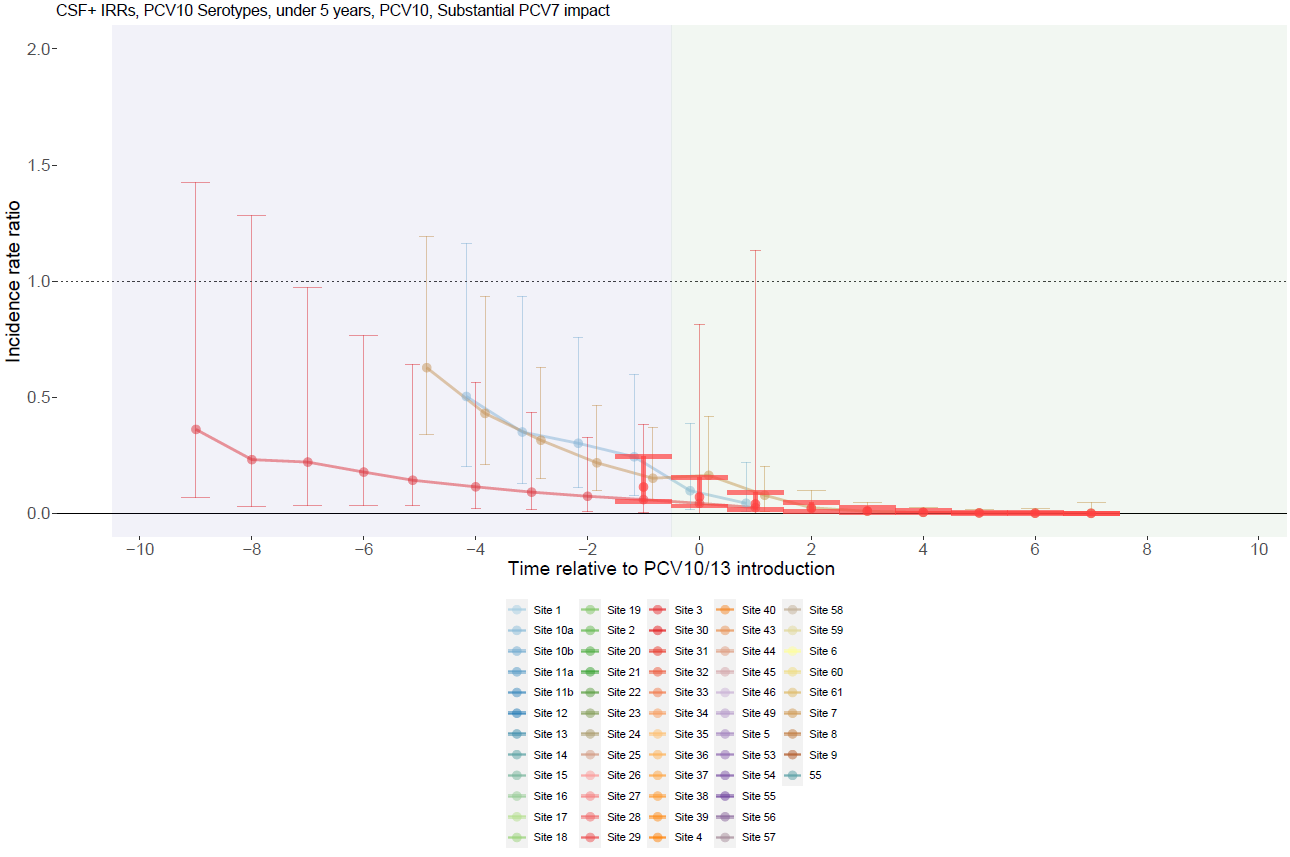 CSF+ IRRs, PCV10 Serotypes, under 5 years, PCV10, Substantial PCV7 impact
Incidence rate ratio
2.0
1.5
1.0
0.5
0.0
−10 −8 −6 −4 −2 0 2 4 6 8 10
Time relative to PCV10/13 introduction
Site 1 Site 19 Site 3 Site 40 Site 58
Site 10a Site 2 Site 30 Site 43 Site 59
Site 10b Site 20 Site 31 Site 44 Site 6
Site 11a Site 21 Site 32 Site 45 Site 60
Site 11b Site 22 Site 33 Site 46 Site 61
Site 12 Site 23 Site 34 Site 49 Site 7
Site 13 Site 24 Site 35 Site 5 Site 8
Site 14 Site 25 Site 36 Site 53 Site 9
Site 15 Site 26 Site 37 Site 54 55
Site 16 Site 27 Site 38 Site 55
Site 17 Site 28 Site 39 Site 56
Site 18 Site 29 Site 4 Site 57